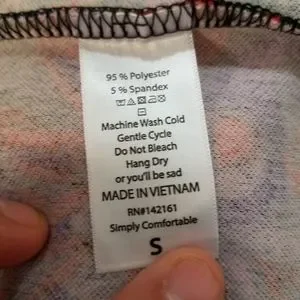 95 % Polyester
5 % Spandex
Machine Wash Cold
Gentle Cycle
Do Not Bleach
Hang Dry
or you'll be sad
MADE IN VIETNAM
RN#142161
Simply Comfortable
S